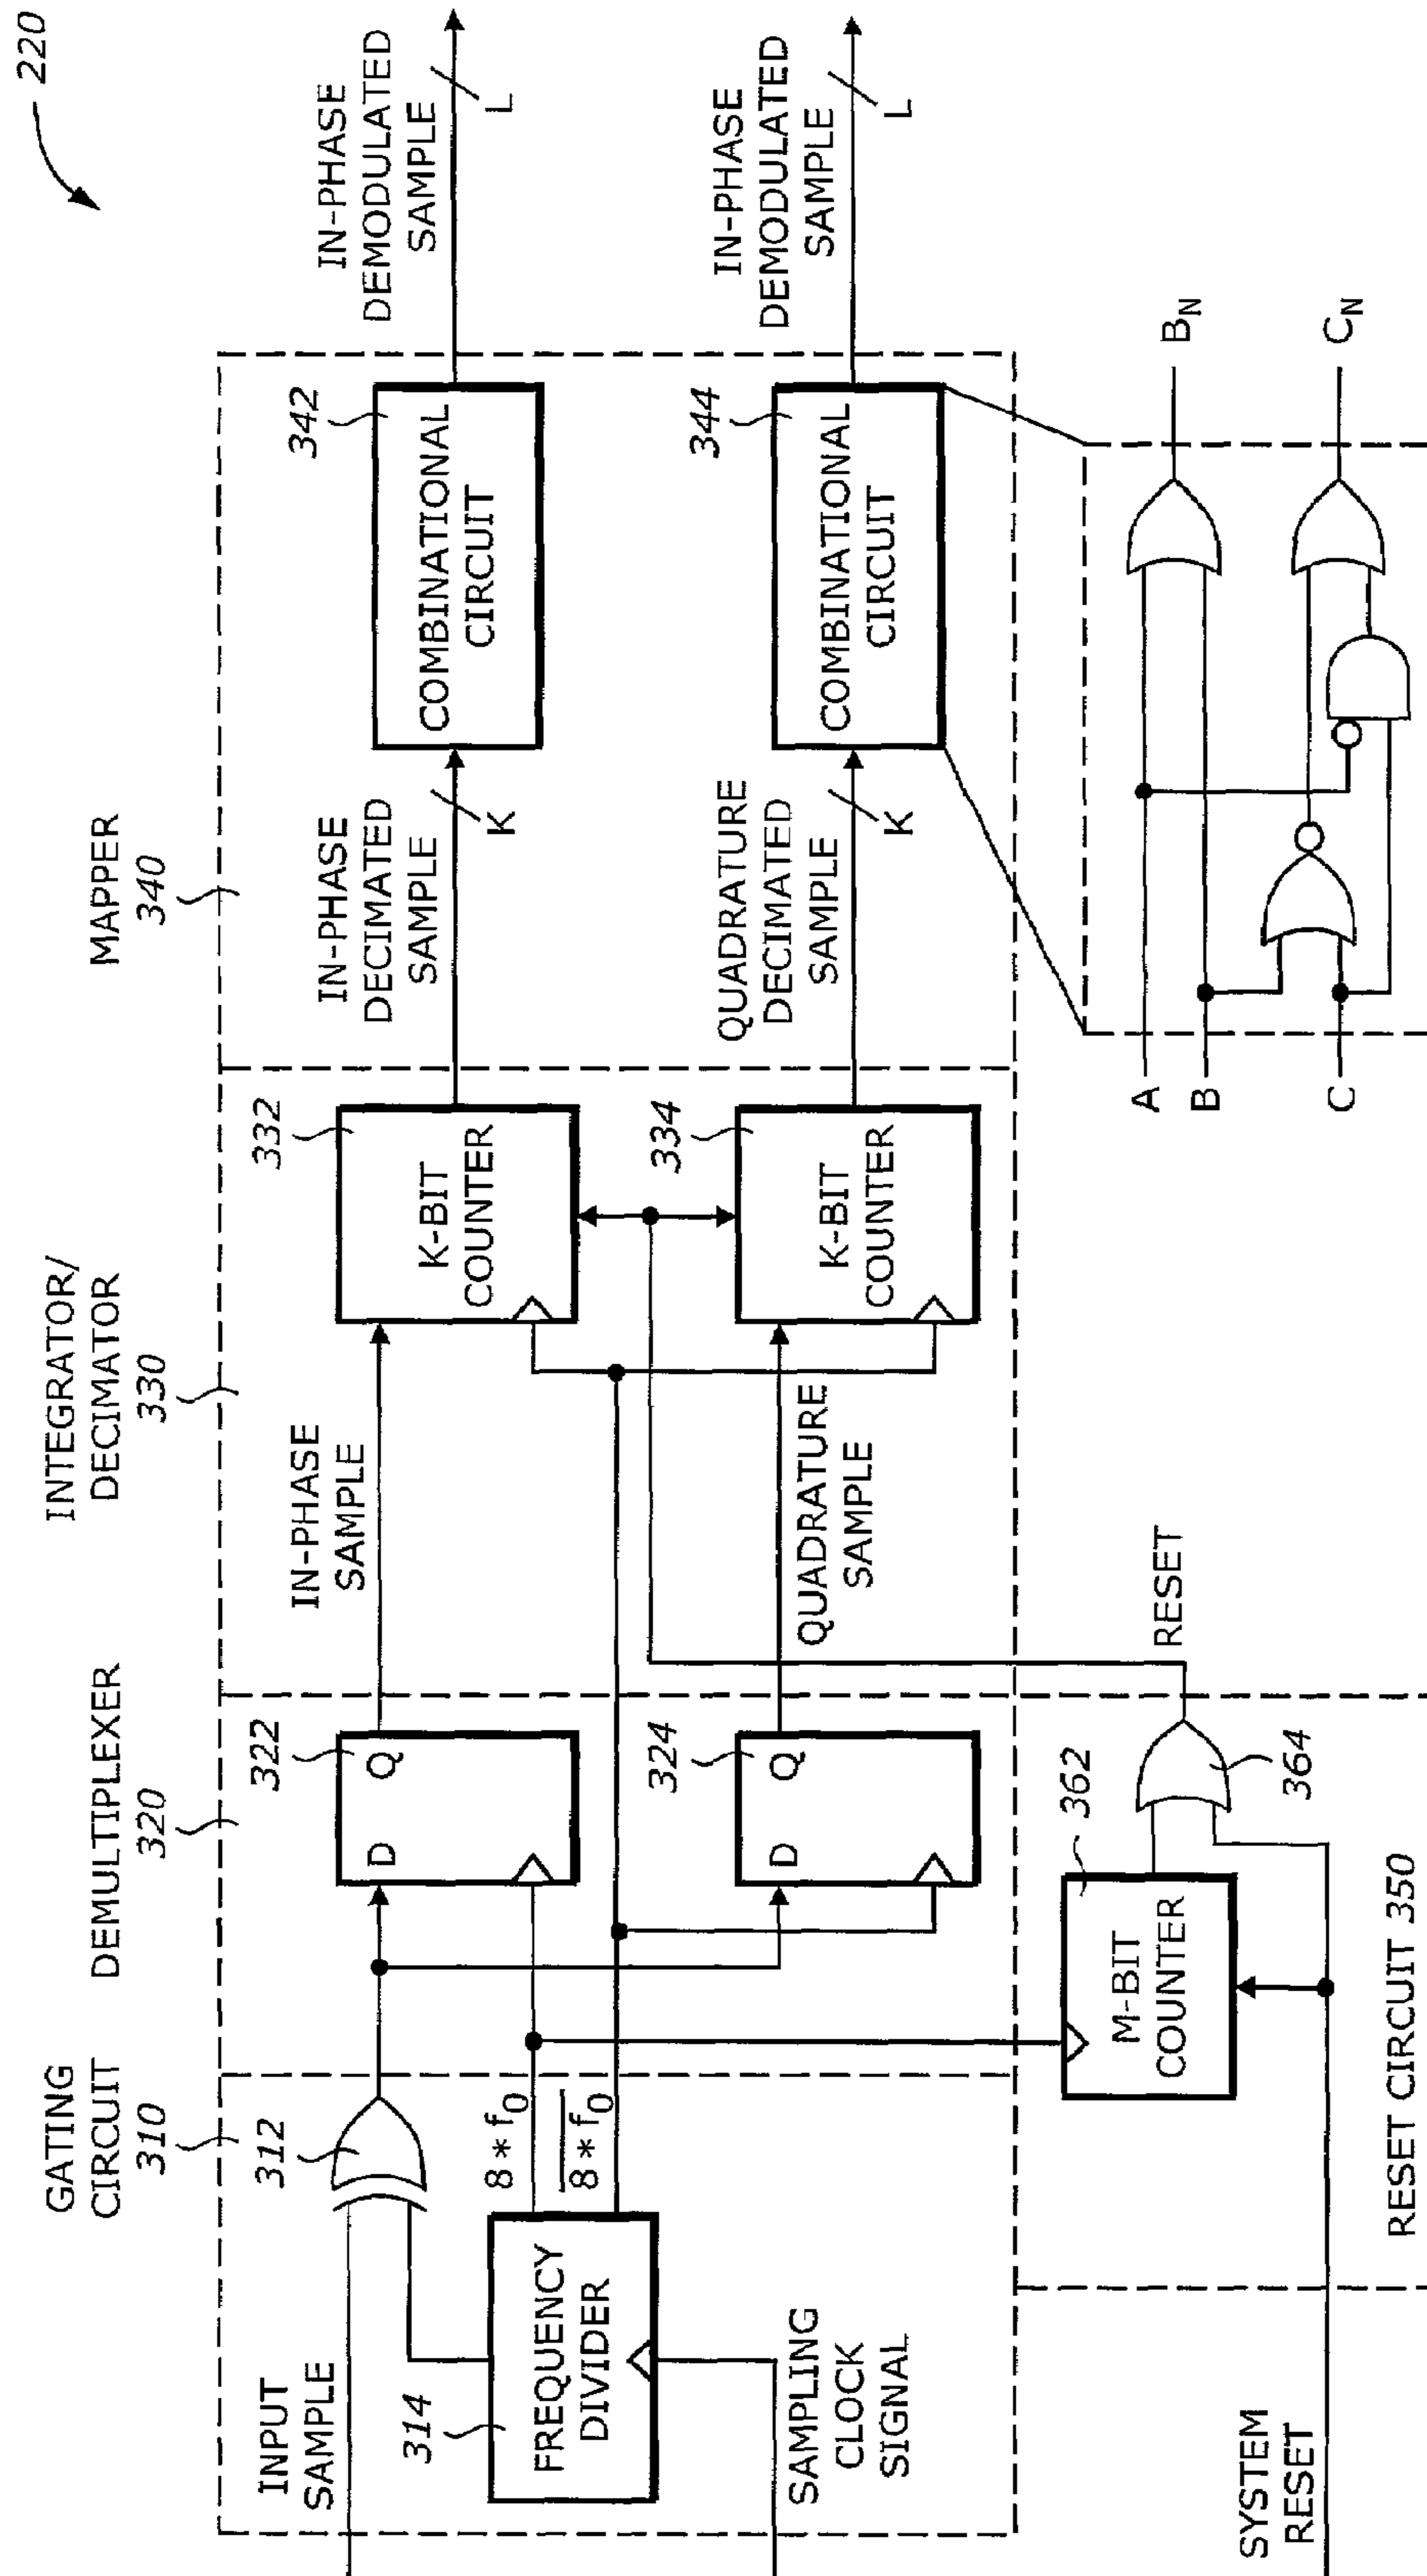 220
GATING
CIRCUIT
310
DEMULTIPLEXER
320
INTEGRATOR/
DECIMATOR
330
MAPPER
340
INPUT
SAMPLE
312
314
FREQUENCY
DIVIDER
8 * f0
8 * f0
SAMPLING
CLOCK
SIGNAL
322
D Q
324
D Q
IN-PHASE
SAMPLE
QUADRATURE
SAMPLE
332
K-BIT
COUNTER
334
K-BIT
COUNTER
IN-PHASE
DECIMATED
SAMPLE
K
QUADRATURE
DECIMATED
SAMPLE
K
342
COMBINATIONAL
CIRCUIT
344
COMBINATIONAL
CIRCUIT
IN-PHASE
DEMODULATED
SAMPLE
L
IN-PHASE
DEMODULATED
SAMPLE
L
SYSTEM
RESET
362
M-BIT
COUNTER
364
RESET
RESET CIRCUIT 350
A
B
C
BN
CN